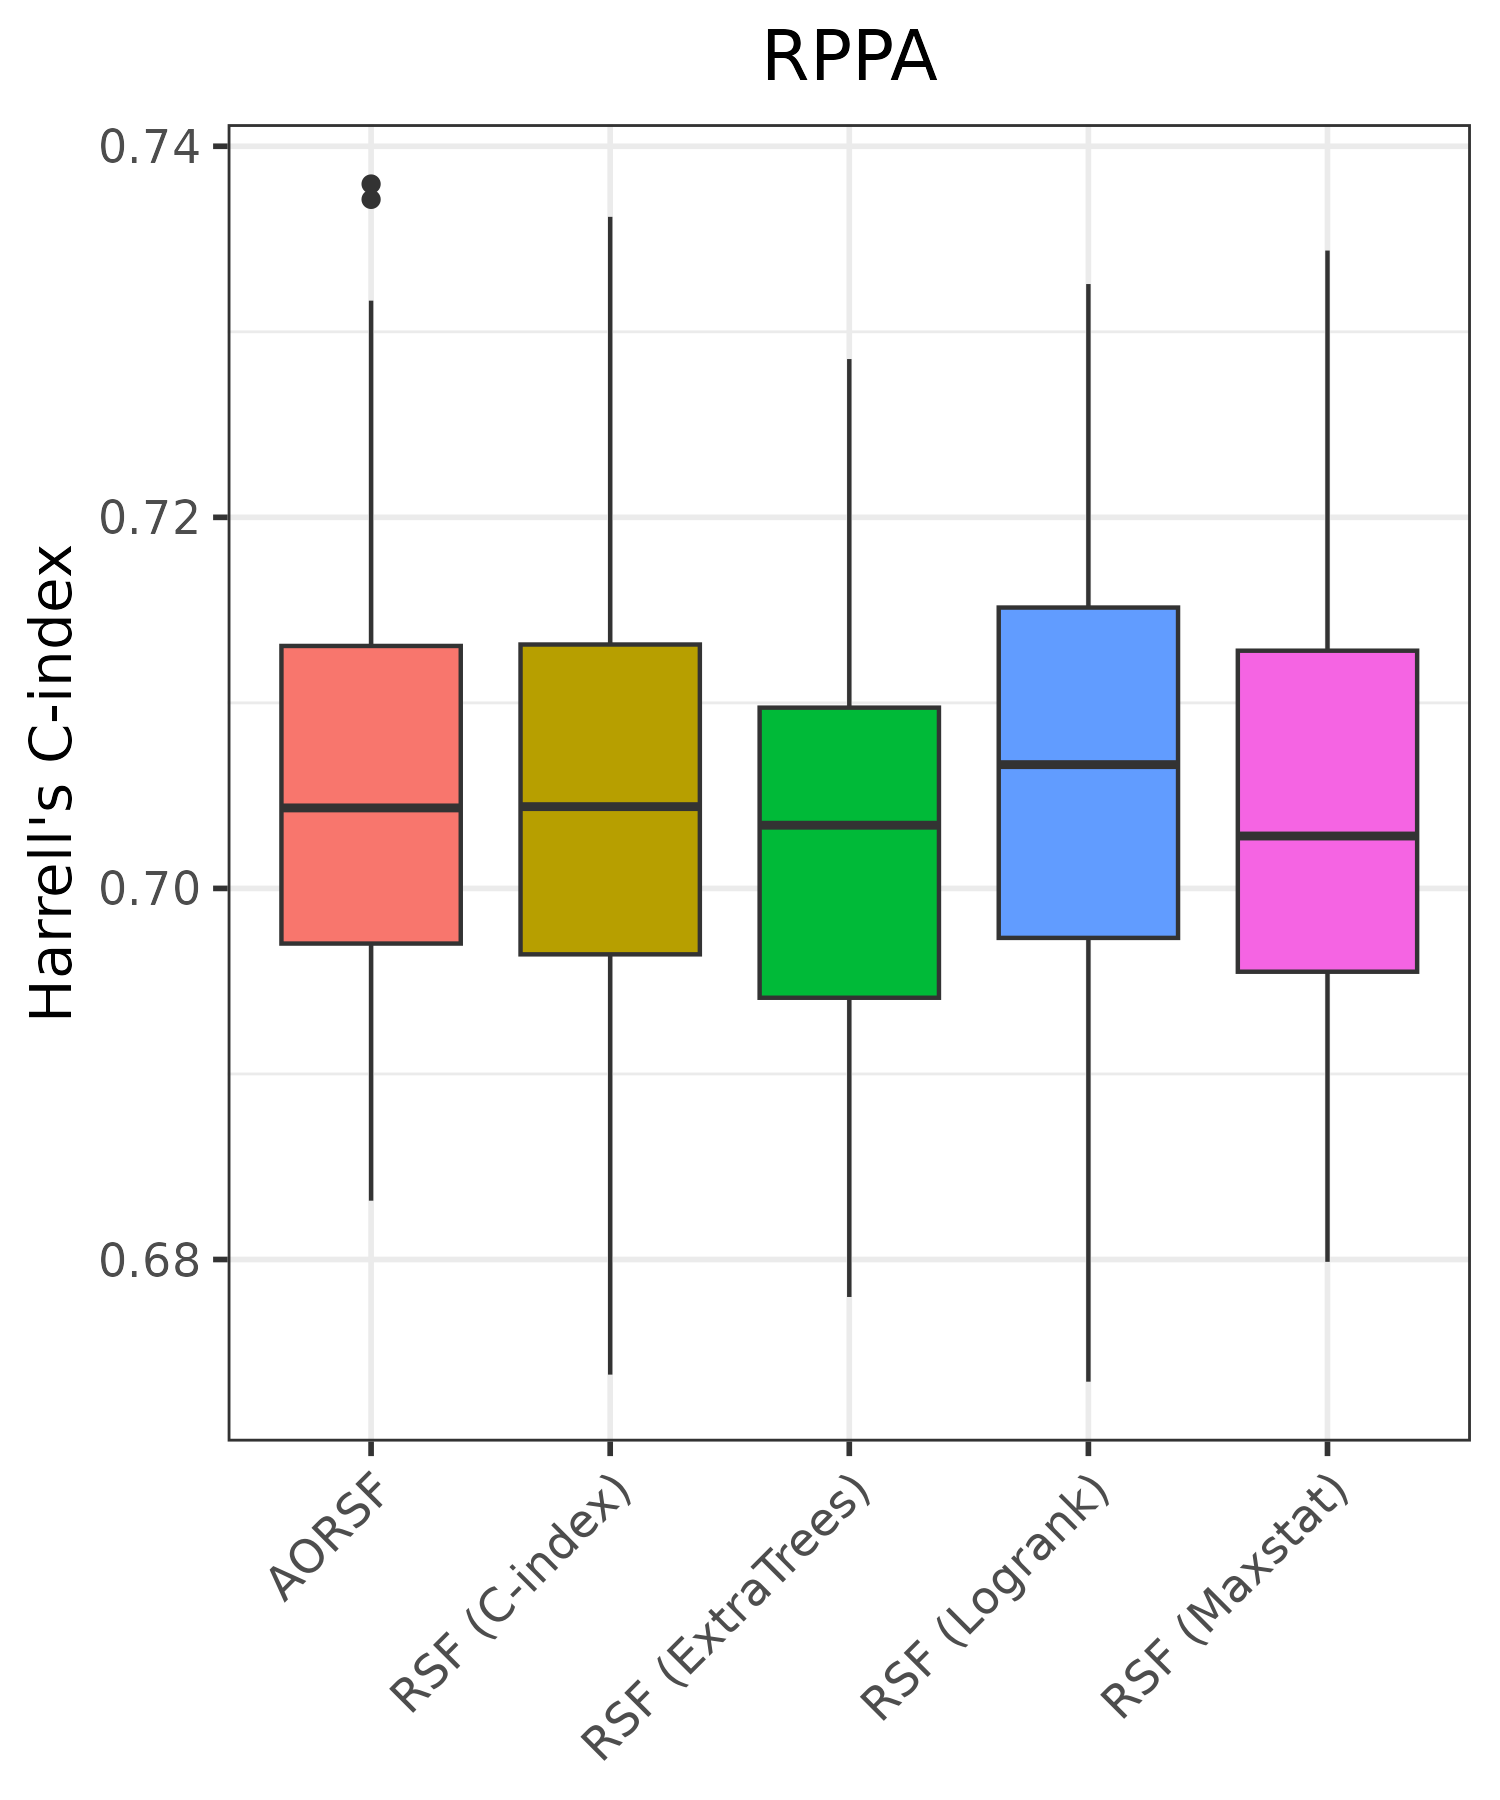 RPPA
Harrell's C-index
0.74
0.72
0.70
0.68
AORSF
RSF (C-index)
RSF (ExtraTrees)
RSF (Logrank)
RSF (Maxstat)